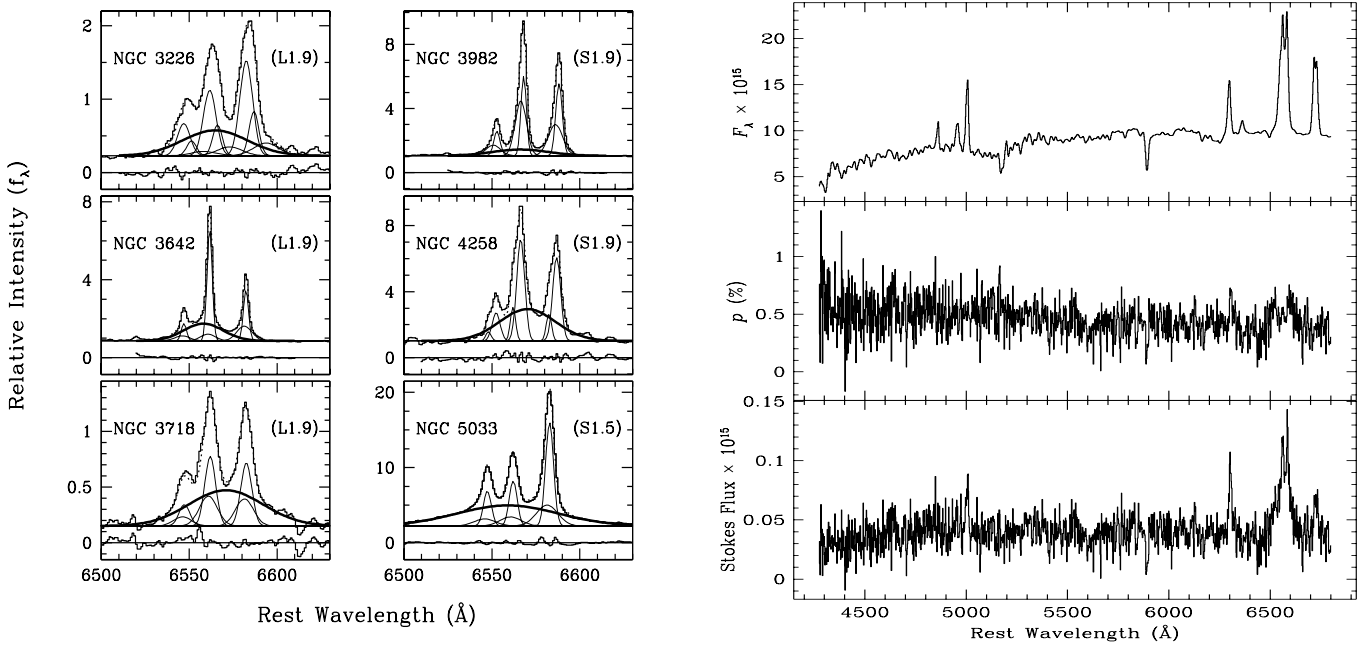 Relative Intensity (fλ)
NGC 3226 (L1.9)
2
1
0
NGC 3982 (S1.9)
8
4
0
NGC 3642 (L1.9)
8
4
0
NGC 4258 (S1.9)
8
4
0
NGC 3718 (L1.9)
1
0.5
0
NGC 5033 (S1.5)
20
10
0
6500 6550 6600
6500 6550 6600
Rest Wavelength (Å)
Fλ × 10¹⁵
20
15
10
5
p (%)
1
0.5
0
Stokes Flux × 10¹⁵
0.15
0.1
0.05
0
4500 5000 5500 6000 6500
Rest Wavelength (Å)